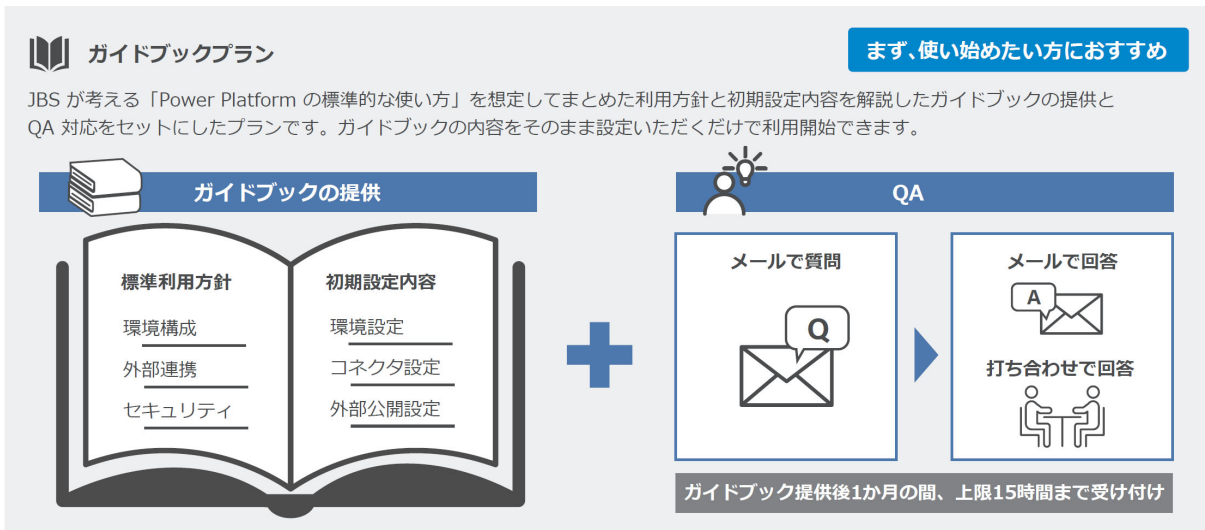 ガイドブックプラン
まず、使い始めたい方におすすめ
JBS が考える「Power Platform の標準的な使い方」を想定してまとめた利用方針と初期設定内容を解説したガイドブックの提供と
QA 対応をセットにしたプランです。ガイドブックの内容をそのまま設定いただくだけで利用開始できます。
ガイドブックの提供
標準利用方針
環境構成
外部連携
セキュリティ
初期設定内容
環境設定
コネクタ設定
外部公開設定
QA
メールで質問
Q
メールで回答
A
打ち合わせで回答
ガイドブック提供後1か月の間、上限15時間まで受け付け